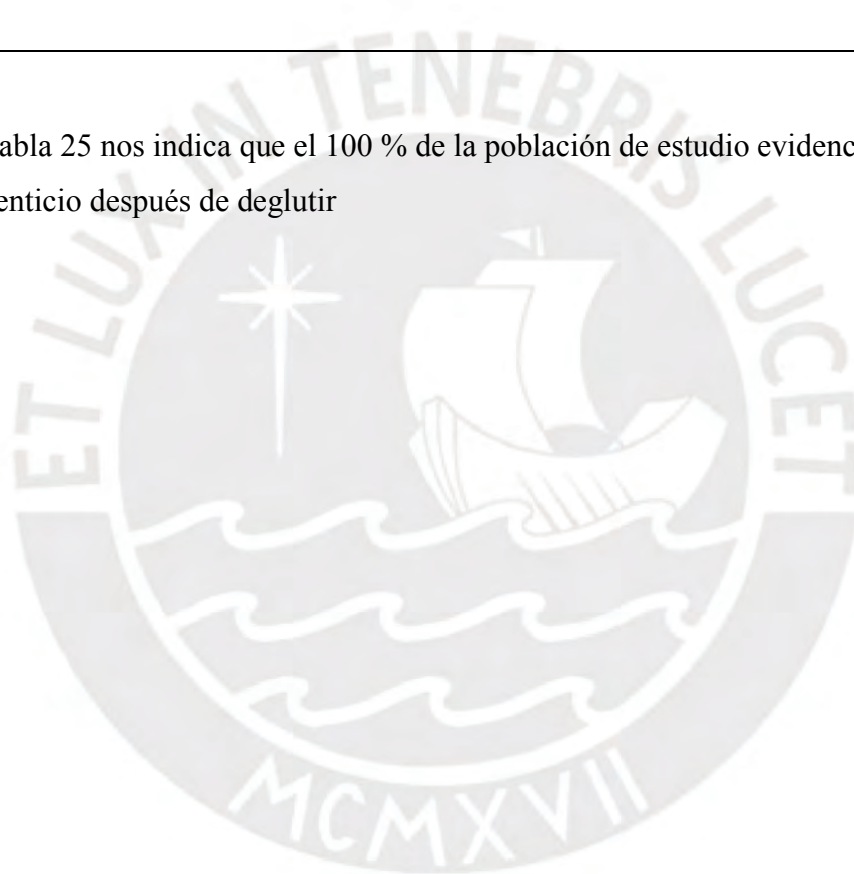 abla 25 nos indica que el 100 % de la población de estudio evidenc
enticio después de deglutir
ET LUX IN TENEBRIS LUCET
MCMXVII